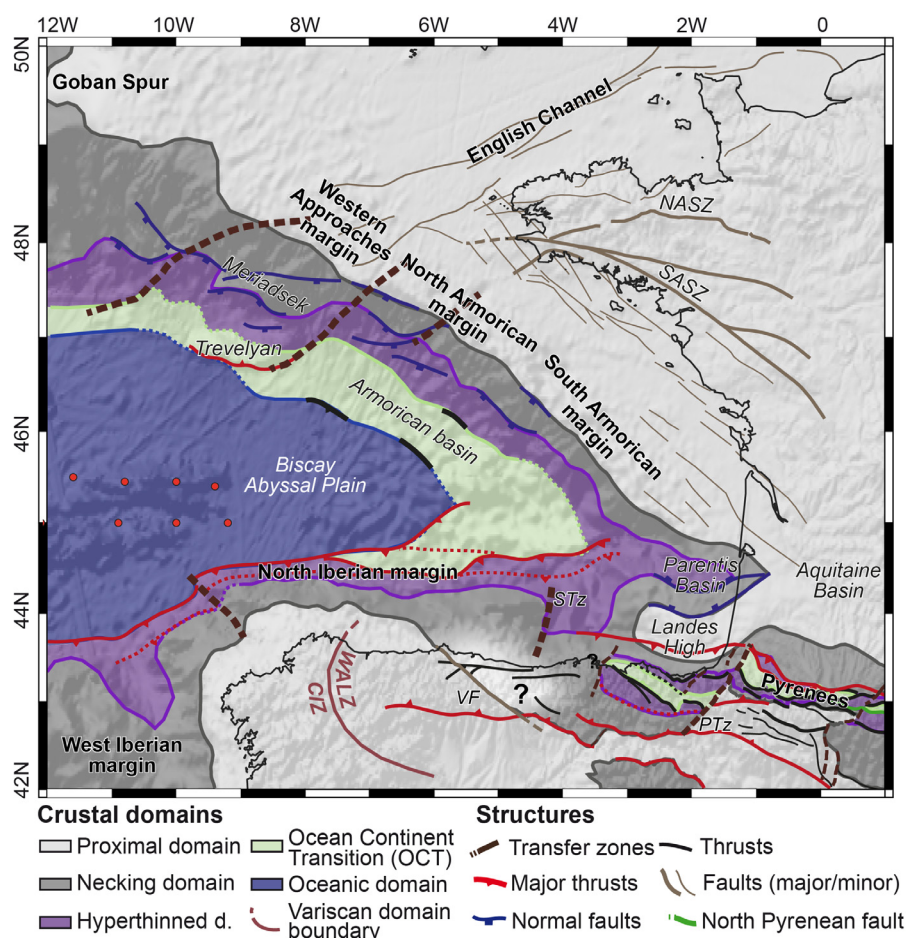 12W 10W 8W 6W 4W 2W 0
50N
Goban Spur
English Channel
Western
Approaches
margin
NASZ
48N
SASZ
North Armorican
margin
Meriadsek
Trevelyan
South Armorican
margin
Armorican basin
46N
Biscay
Abyssal Plain
Parentis
Basin
Aquitaine
Basin
North Iberian margin
STz
44N
Landes
High
?
WALZ
CIZ
VF
?
Pyrenees
PTz
West Iberian
margin
42N
Crustal domains
Proximal domain
Necking domain
Hyperthinned d.
Ocean Continent
Transition (OCT)
Oceanic domain
Variscan domain
boundary
Structures
Transfer zones
Major thrusts
Normal faults
Thrusts
Faults (major/minor)
North Pyrenean fault